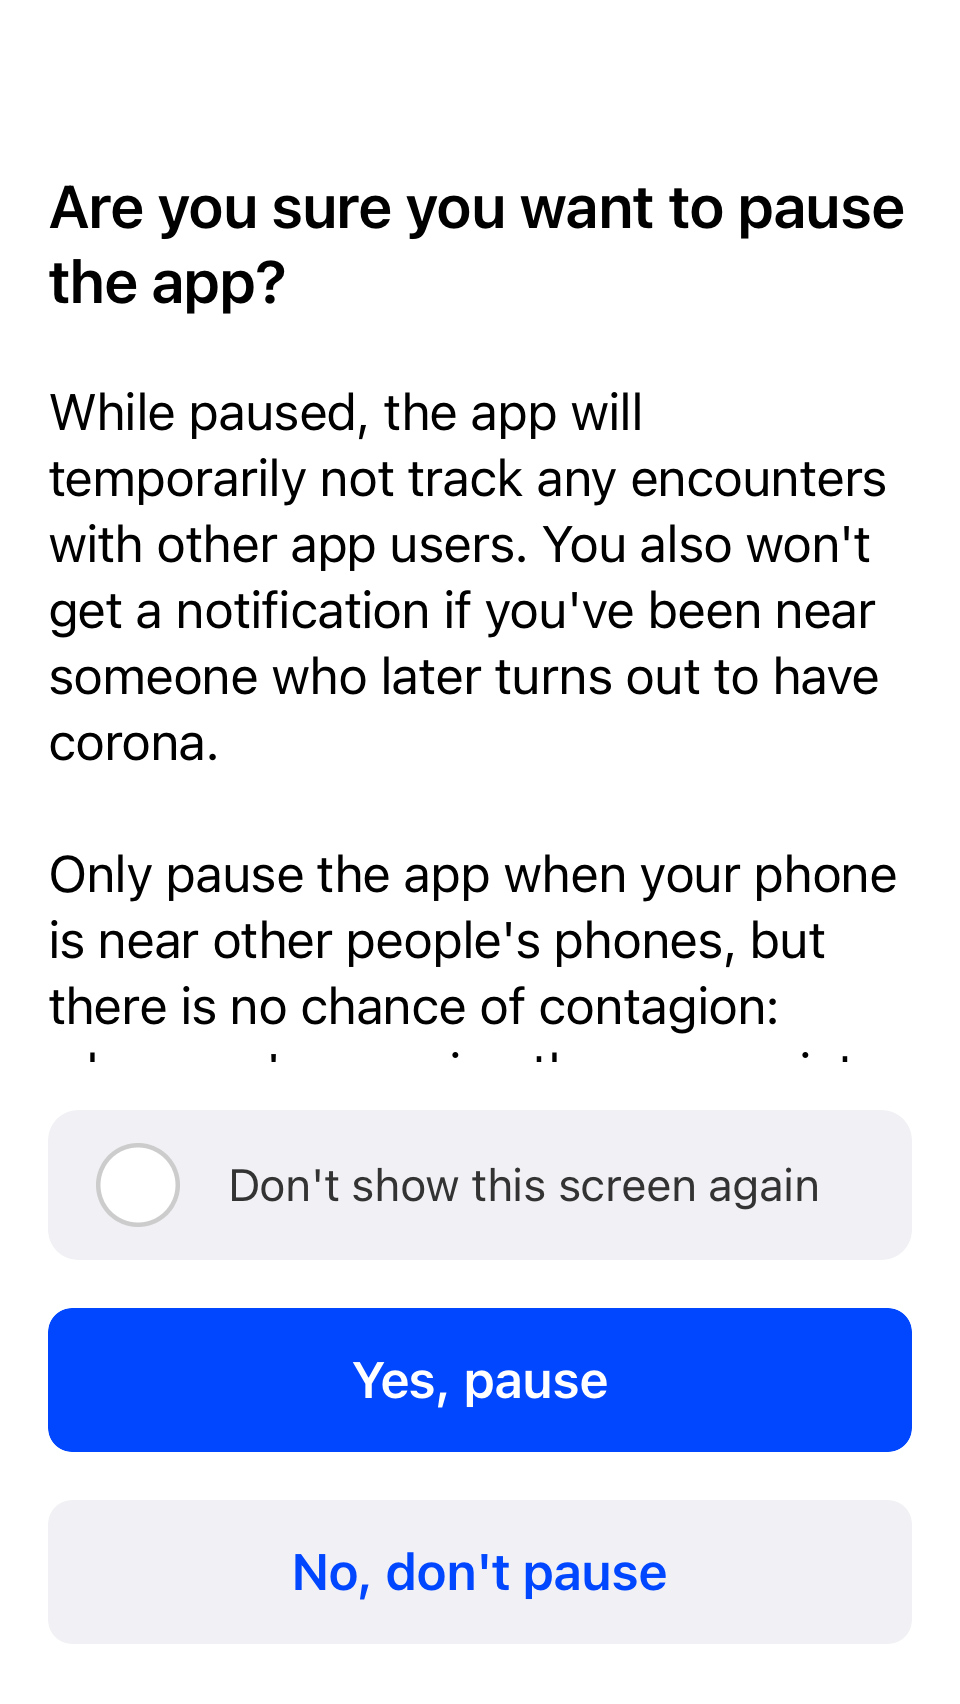 Are you sure you want to pause
the app?
While paused, the app will
temporarily not track any encounters
with other app users. You also won't
get a notification if you've been near
someone who later turns out to have
corona.
Only pause the app when your phone
is near other people's phones, but
there is no chance of contagion:
Don't show this screen again
Yes, pause
No, don't pause